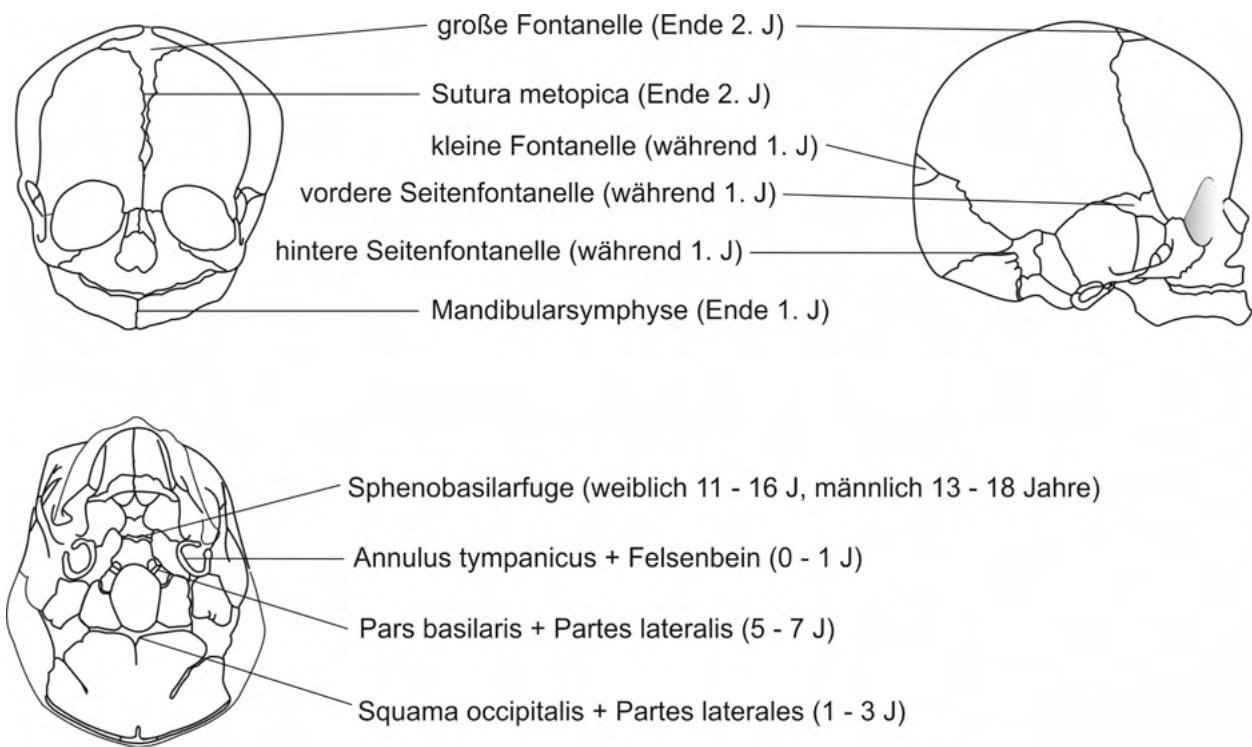 große Fontanelle (Ende 2. J)
Sutura metopica (Ende 2. J)
kleine Fontanelle (während 1. J)
vordere Seitenfontanelle (während 1. J)
hintere Seitenfontanelle (während 1. J)
Mandibularsymphyse (Ende 1. J)
Sphenobasilarfuge (weiblich 11 - 16 J, männlich 13 - 18 Jahre)
Annulus tympanicus + Felsenbein (0 - 1 J)
Pars basilaris + Partes lateralis (5 - 7 J)
Squama occipitalis + Partes laterales (1 - 3 J)